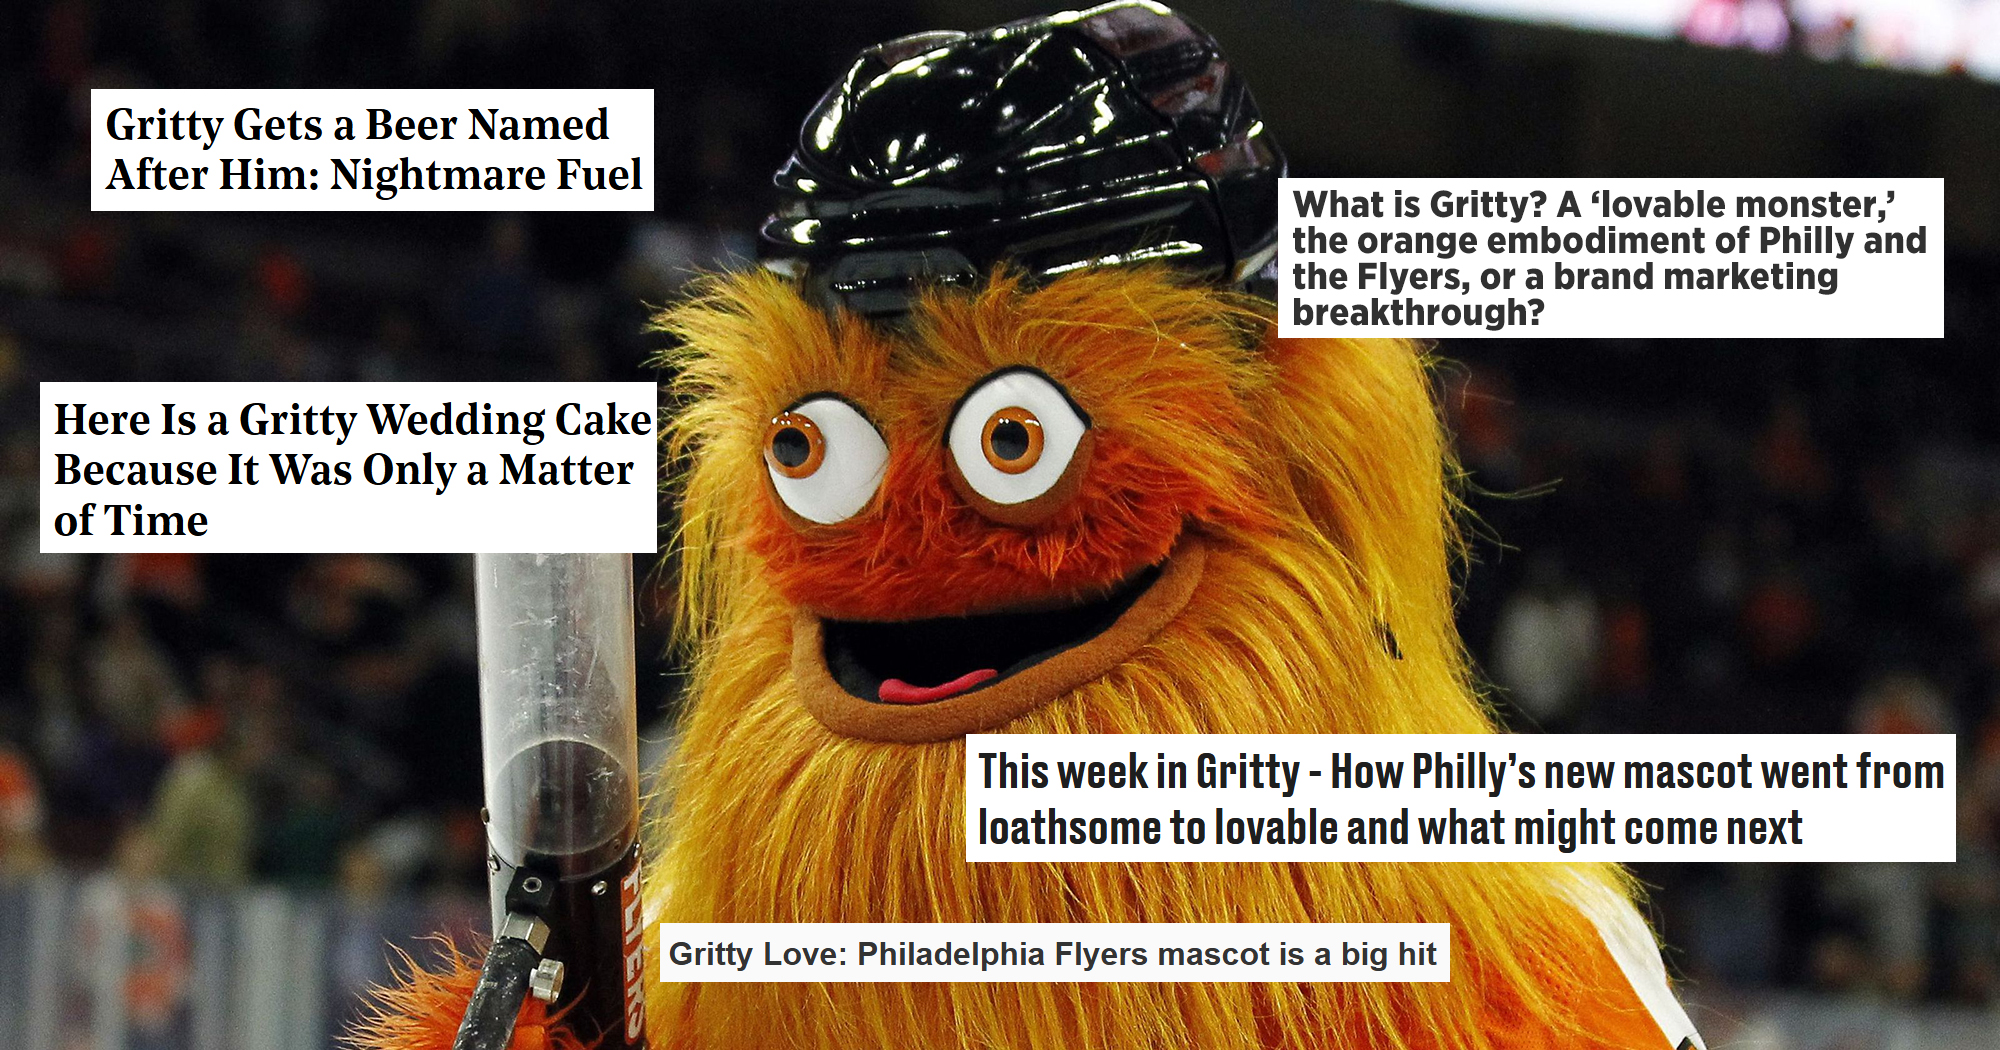 Gritty Gets a Beer Named
After Him: Nightmare Fuel
What is Gritty? A ‘lovable monster,’
the orange embodiment of Philly and
the Flyers, or a brand marketing
breakthrough?
Here Is a Gritty Wedding Cake
Because It Was Only a Matter
of Time
This week in Gritty - How Philly’s new mascot went from
loathsome to lovable and what might come next
Gritty Love: Philadelphia Flyers mascot is a big hit
FLYERS